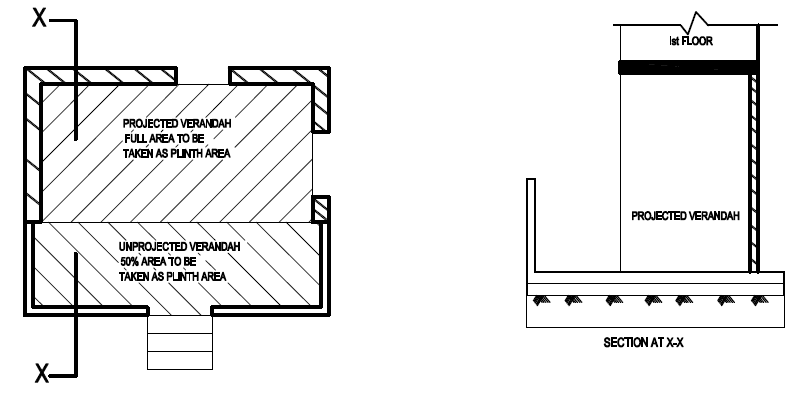 X
PROJECTED VERANDAH
FULL AREA TO BE
TAKEN AS PLINTH AREA
UNPROJECTED VERANDAH
50% AREA TO BE
TAKEN AS PLINTH AREA
X
Ist FLOOR
PROJECTED VERANDAH
SECTION AT X-X